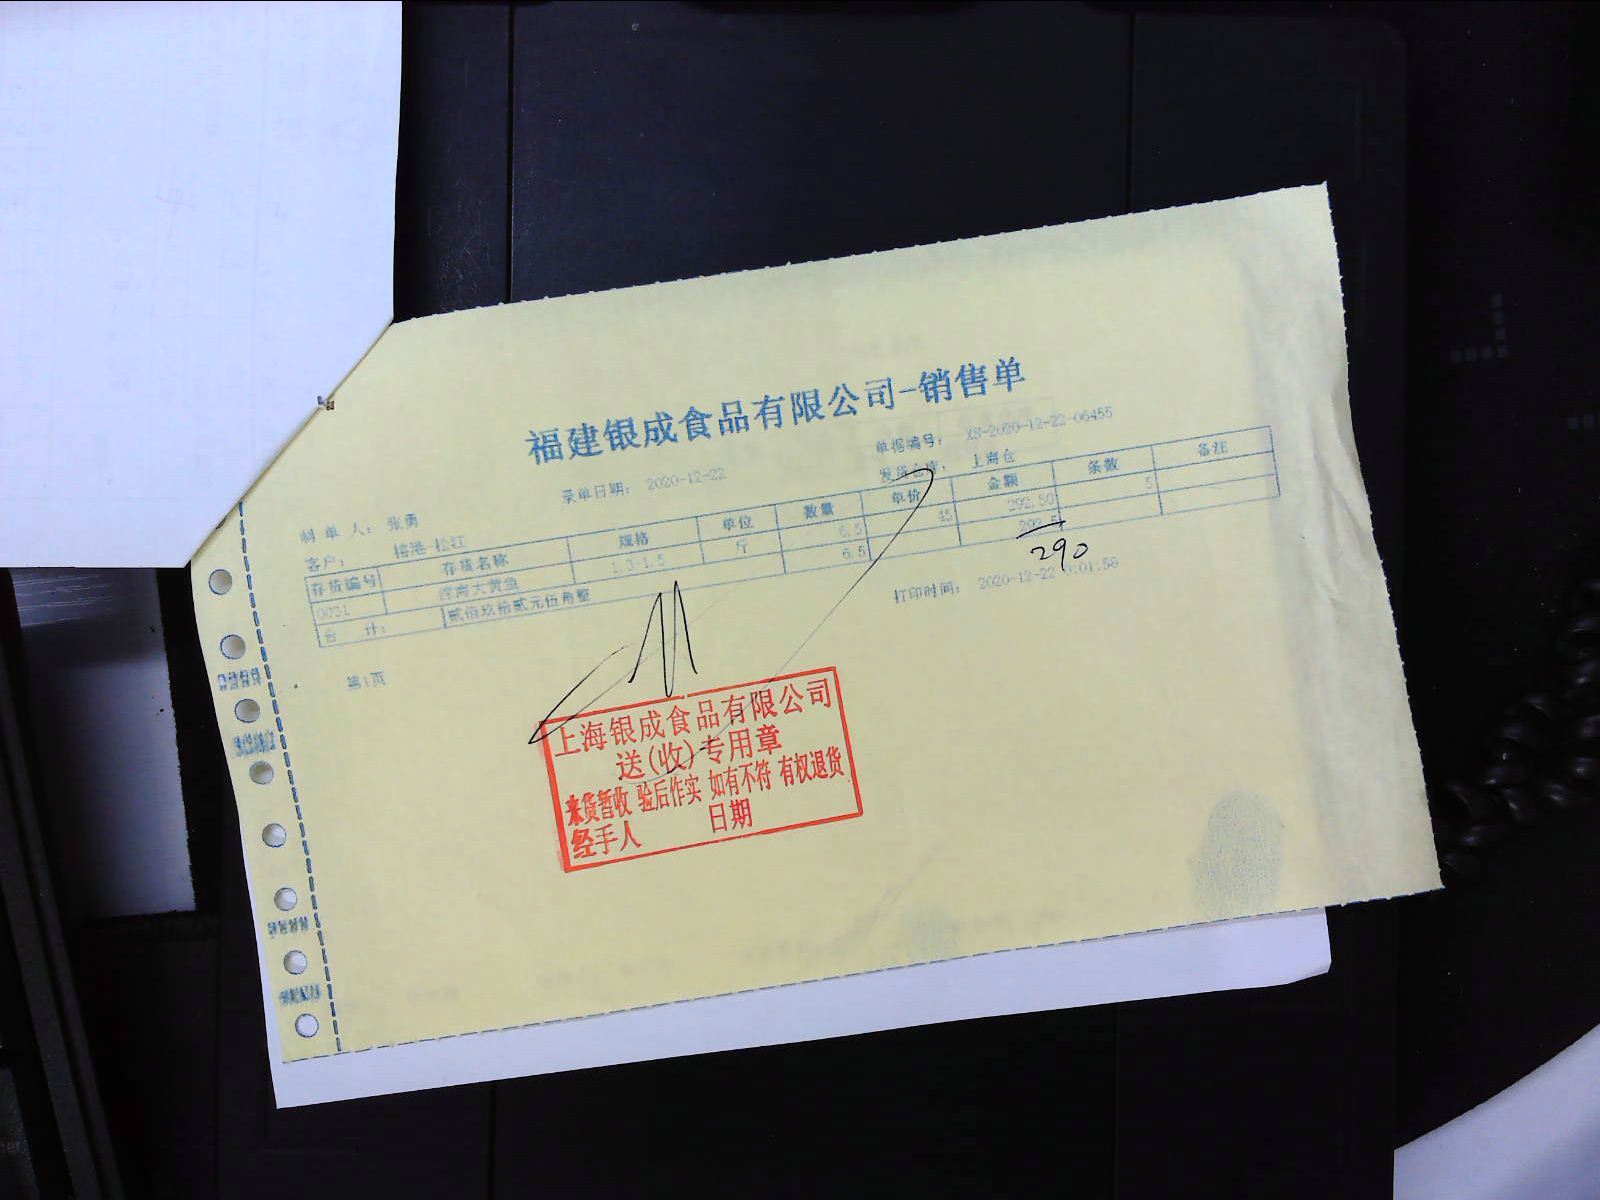 福建银成食品有限公司-销售单
单据编号: XS-2020-12-22-06455
录单日期: 2020-12-22
发货仓库: 上海仓
制 单 人: 张勇
客户: 榕港 松江
存货编号 存货名称 规格 单位 数量 单价 金额 条数 备注
0031 深海大黄鱼 1.3-1.5 斤 6.5 45 292.50 5
合 计: 贰佰玖拾贰元伍角整 6.5 292.5
290
打印时间: 2020-12-22 0:01:58
第1页
上海银成食品有限公司
送(收)专用章
来货暂收 验后作实 如有不符 有权退货
经手人 日期